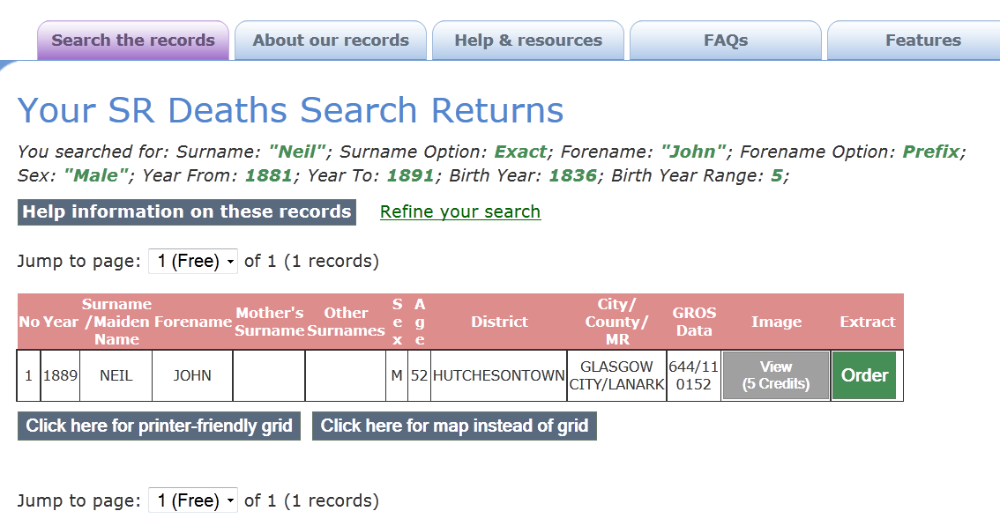 Search the records About our records Help & resources FAQs Features
Your SR Deaths Search Returns
You searched for: Surname: "Neil"; Surname Option: Exact; Forename: "John"; Forename Option: Prefix;
Sex: "Male"; Year From: 1881; Year To: 1891; Birth Year: 1836; Birth Year Range: 5;
Help information on these records Refine your search
Jump to page: 1 (Free) of 1 (1 records)
No Year Surname /Maiden Name Forename Mother's Surname Other Surnames Sex Age District City/ County/ MR GROS Data Image Extract
1 1889 NEIL JOHN M 52 HUTCHESONTOWN GLASGOW CITY/LANARK 644/11 0152 View (5 Credits) Order
Click here for printer-friendly grid Click here for map instead of grid
Jump to page: 1 (Free) of 1 (1 records)